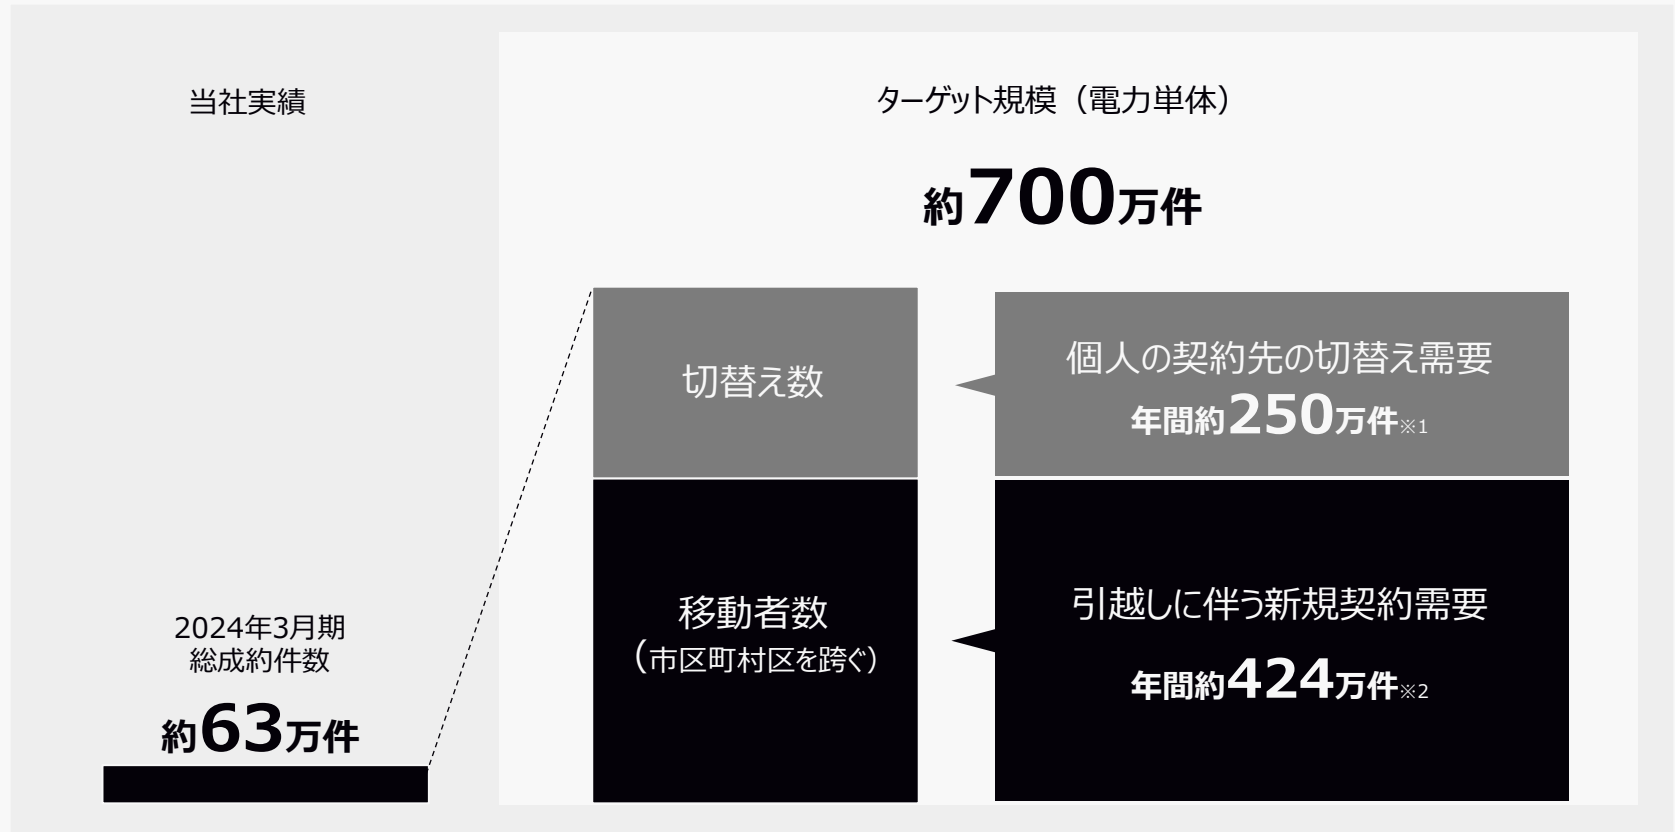 当社実績
2024年3月期
総成約件数
約63万件
ターゲット規模（電力単体）
約700万件
切替え数
移動者数
（市区町村区を跨ぐ）
個人の契約先の切替え需要
年間約250万件※1
引越しに伴う新規契約需要
年間約424万件※2